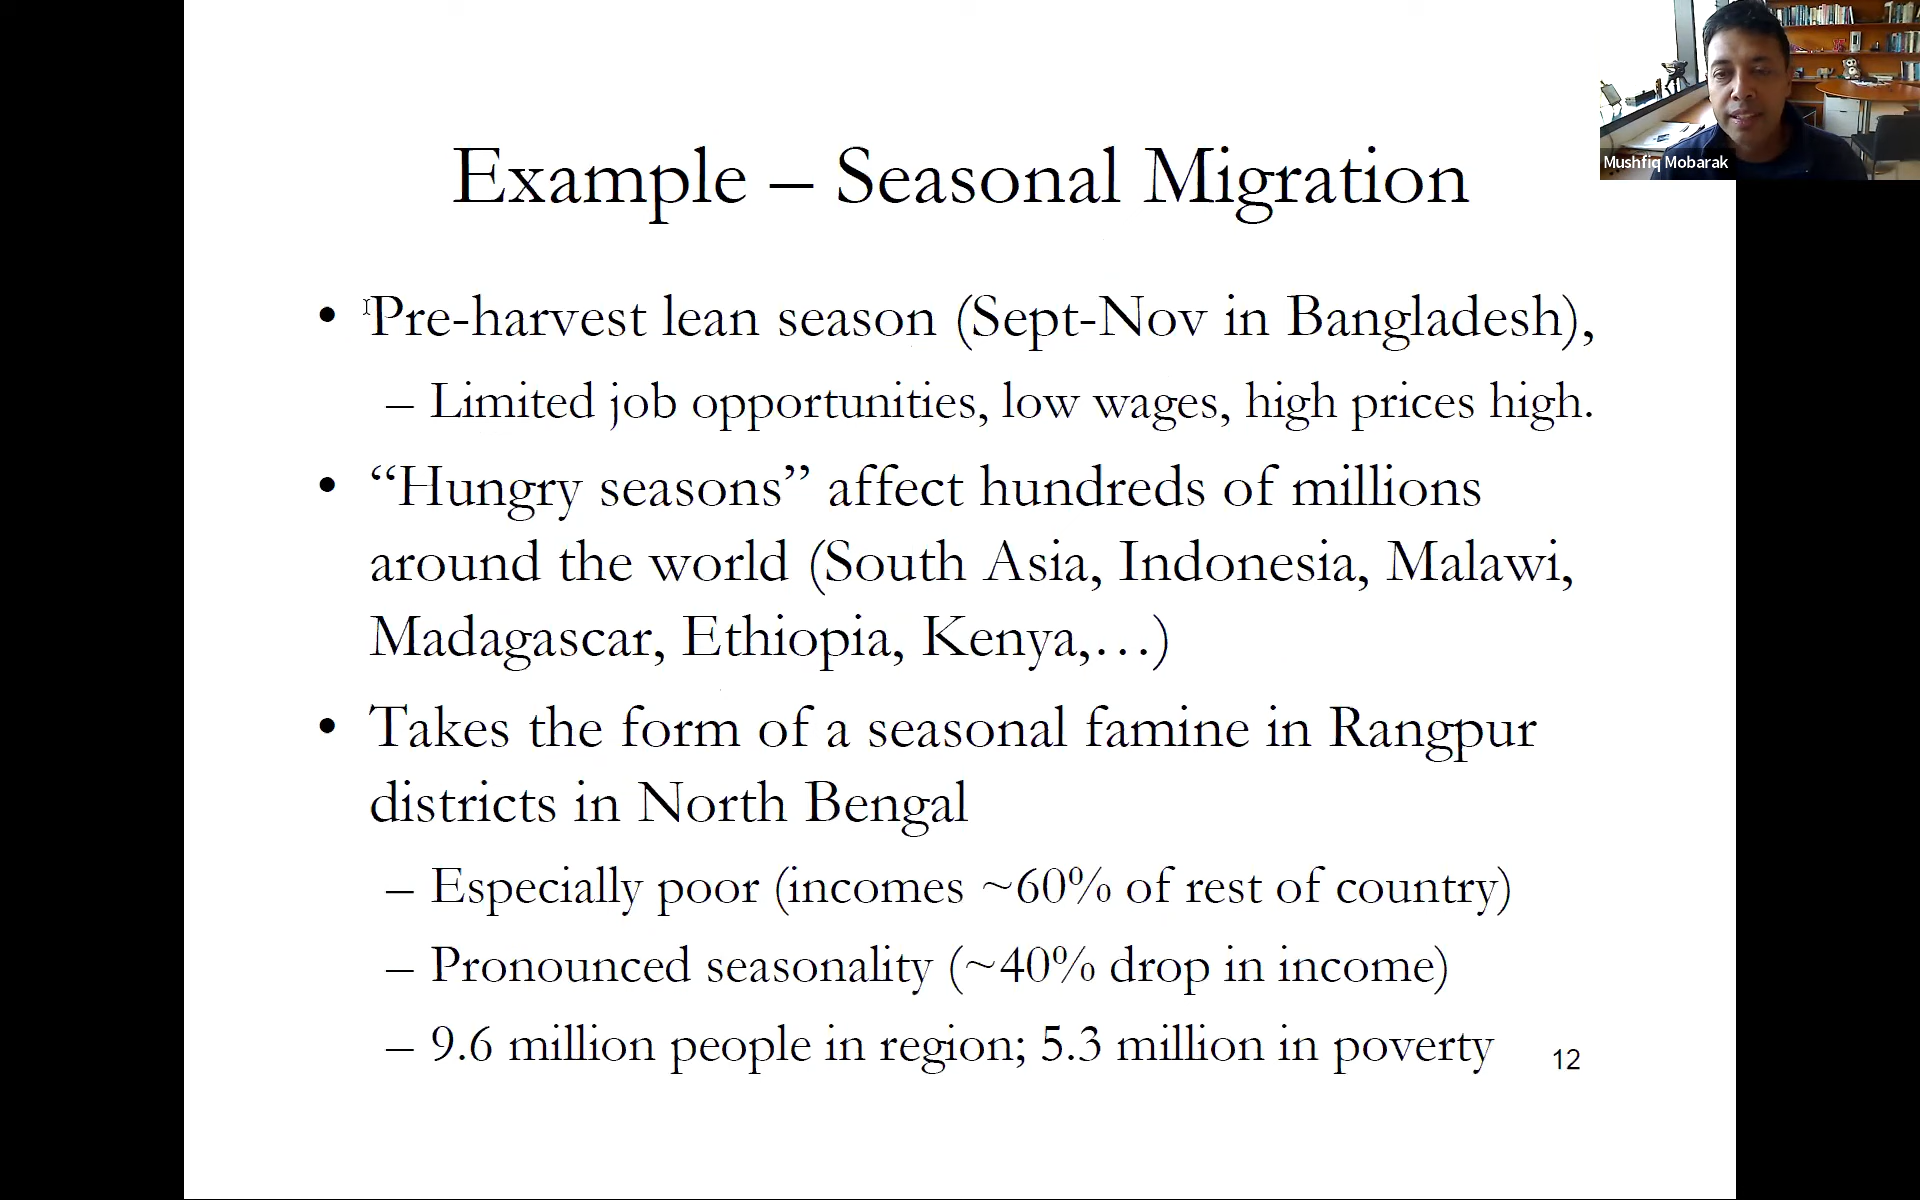 Mushfiq Mobarak
Example – Seasonal Migration
• Pre-harvest lean season (Sept-Nov in Bangladesh),
– Limited job opportunities, low wages, high prices high.
• “Hungry seasons” affect hundreds of millions
around the world (South Asia, Indonesia, Malawi,
Madagascar, Ethiopia, Kenya,…)
• Takes the form of a seasonal famine in Rangpur
districts in North Bengal
– Especially poor (incomes ~60% of rest of country)
– Pronounced seasonality (~40% drop in income)
– 9.6 million people in region; 5.3 million in poverty
12